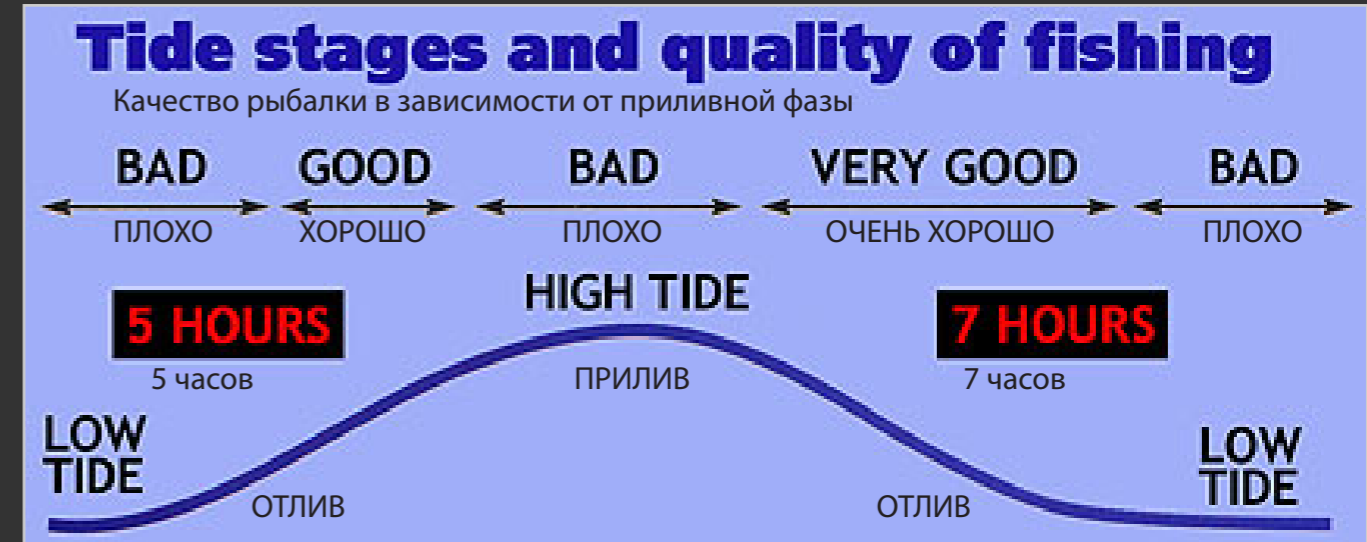 Tide stages and quality of fishing
Качество рыбалки в зависимости от приливной фазы
BAD GOOD BAD VERY GOOD BAD
ПЛОХО ХОРОШО ПЛОХО ОЧЕНЬ ХОРОШО ПЛОХО
HIGH TIDE
5 HOURS 7 HOURS
5 часов ПРИЛИВ 7 часов
LOW
TIDE
LOW
TIDE
ОТЛИВ ОТЛИВ